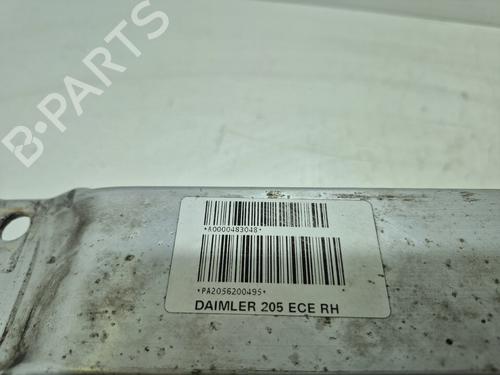 B-PARTS
*A0000483048*
*PA2056200495*
DAIMLER 205 ECE RH